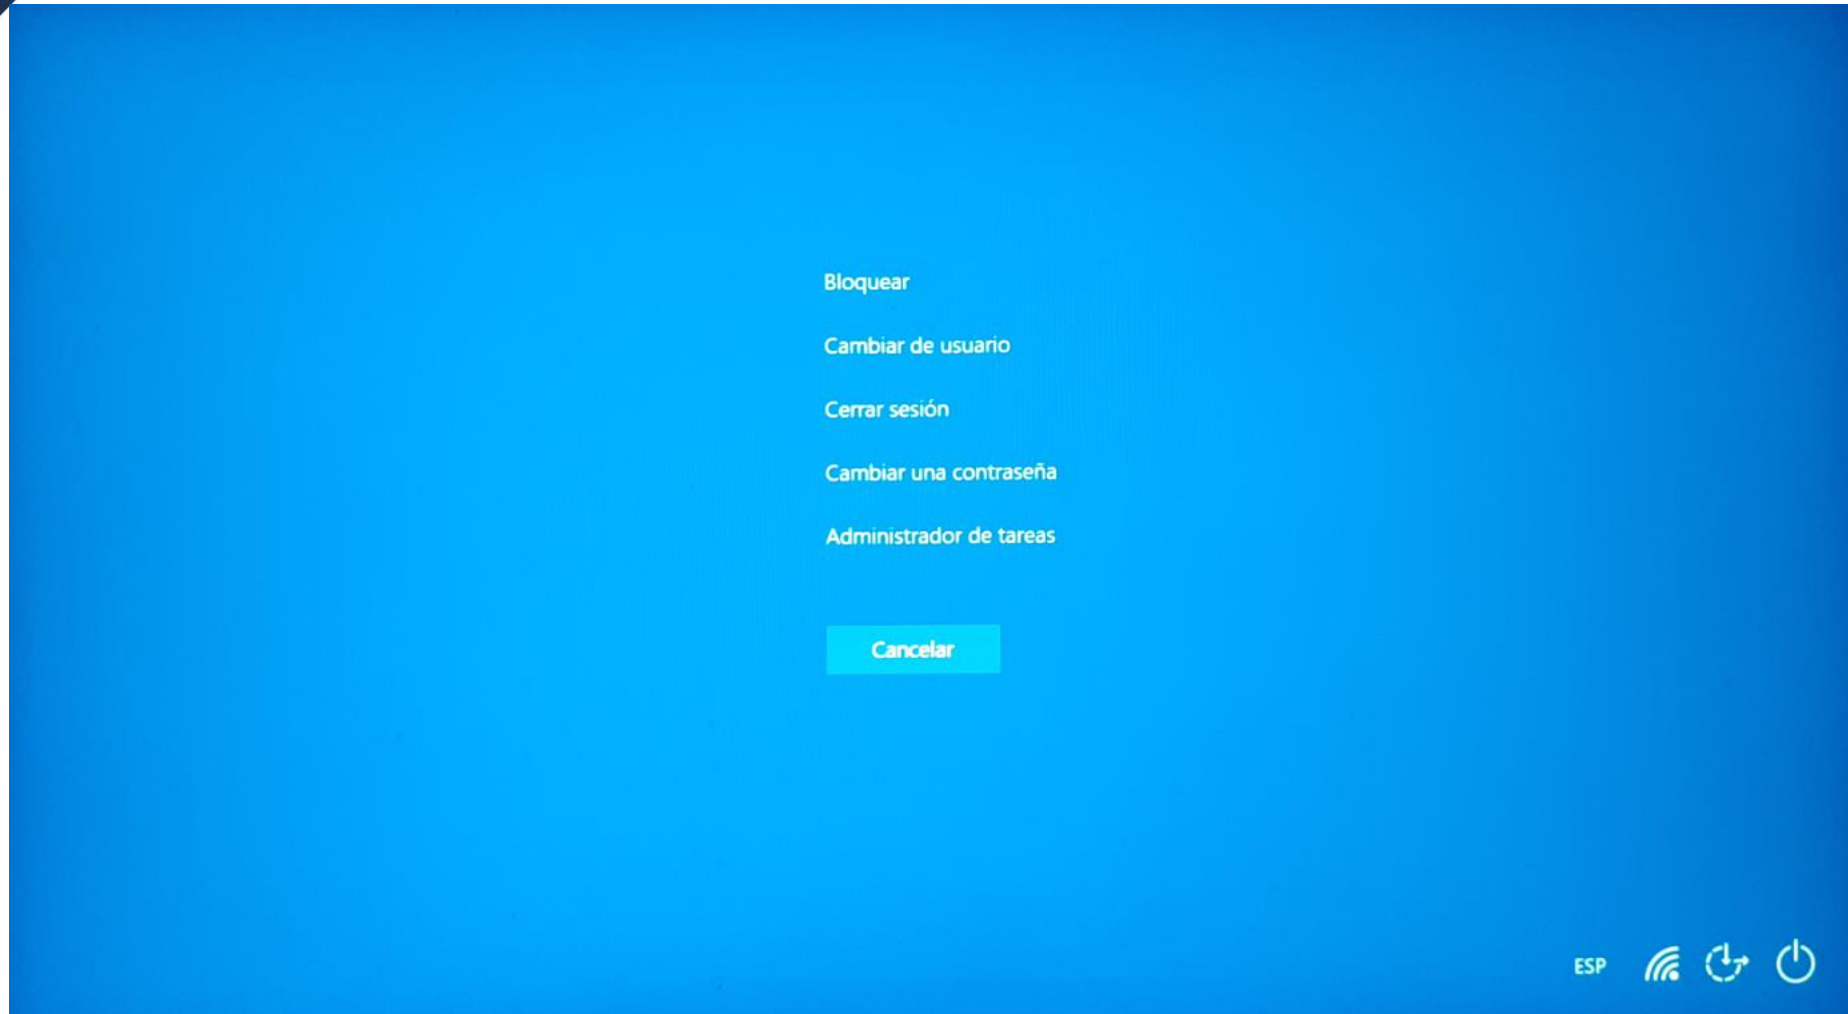 Bloquear
Cambiar de usuario
Cerrar sesión
Cambiar una contraseña
Administrador de tareas
Cancelar
ESP